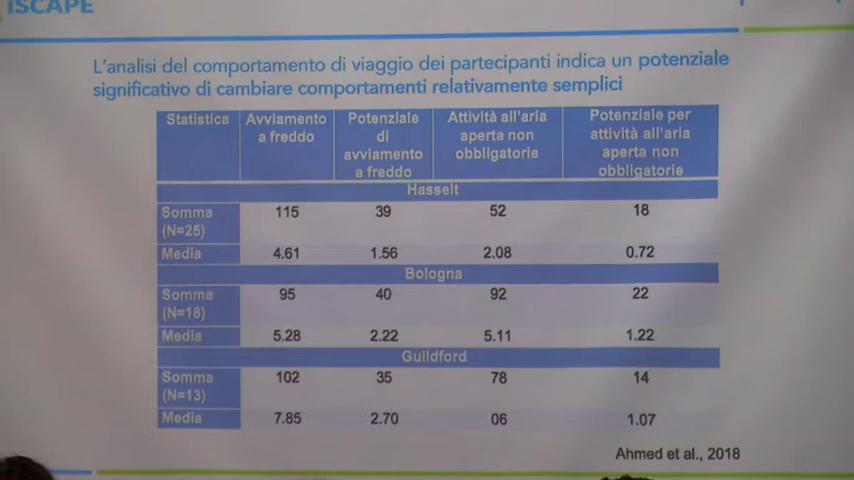 iSCAPE
L'analisi del comportamento di viaggio dei partecipanti indica un potenziale
significativo di cambiare comportamenti relativamente semplici
Statistica Avviamento a freddo Potenziale di avviamento a freddo Attività all'aria aperta non obbligatorie Potenziale per attività all'aria aperta non obbligatorie
Hasselt
Somma (N=25) 115 39 52 18
Media 4.61 1.56 2.08 0.72
Bologna
Somma (N=18) 95 40 92 22
Media 5.28 2.22 5.11 1.22
Guildford
Somma (N=13) 102 35 78 14
Media 7.85 2.70 06 1.07
Ahmed et al., 2018